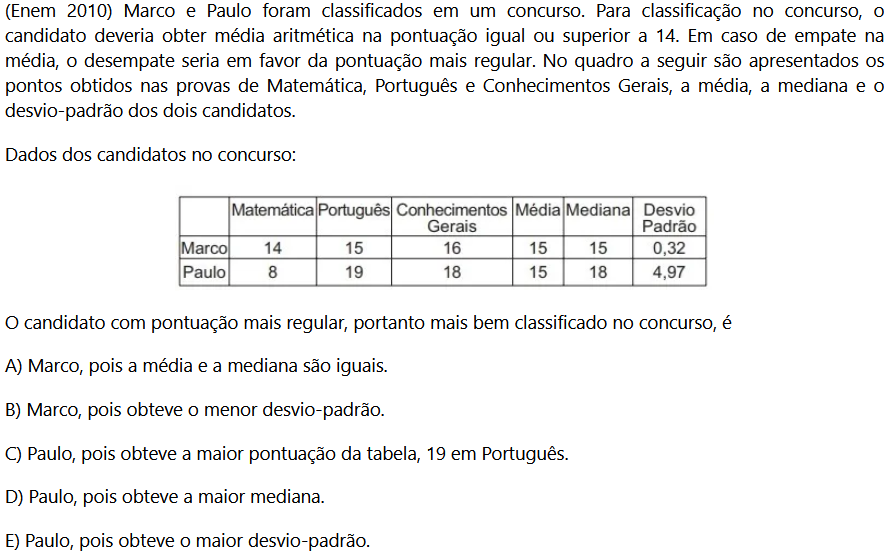 (Enem 2010) Marco e Paulo foram classificados em um concurso. Para classificação no concurso, o
candidato deveria obter média aritmética na pontuação igual ou superior a 14. Em caso de empate na
média, o desempate seria em favor da pontuação mais regular. No quadro a seguir são apresentados os
pontos obtidos nas provas de Matemática, Português e Conhecimentos Gerais, a média, a mediana e o
desvio-padrão dos dois candidatos.
Dados dos candidatos no concurso:
Matemática Português Conhecimentos Gerais Média Mediana Desvio Padrão
Marco 14 15 16 15 15 0,32
Paulo 8 19 18 15 18 4,97
O candidato com pontuação mais regular, portanto mais bem classificado no concurso, é
A) Marco, pois a média e a mediana são iguais.
B) Marco, pois obteve o menor desvio-padrão.
C) Paulo, pois obteve a maior pontuação da tabela, 19 em Português.
D) Paulo, pois obteve a maior mediana.
E) Paulo, pois obteve o maior desvio-padrão.